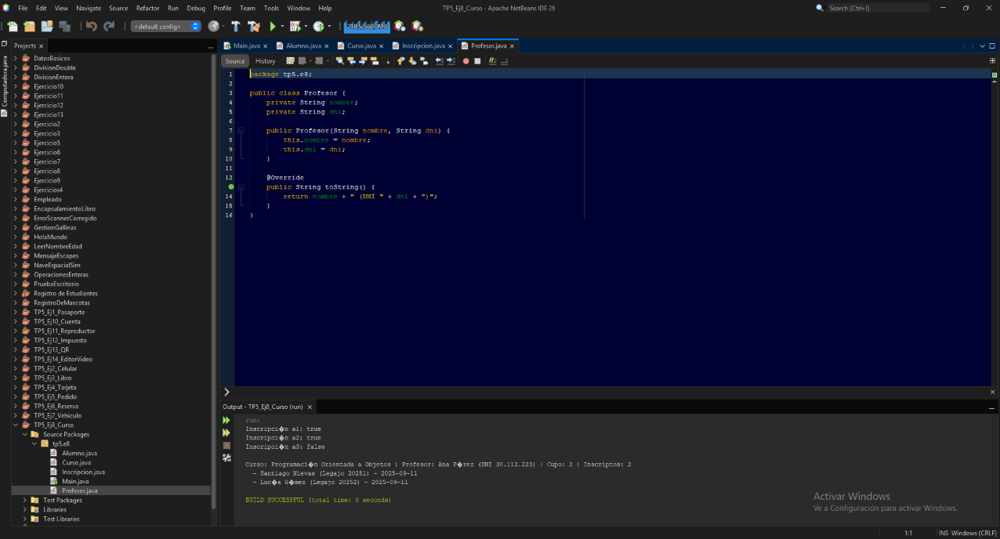 File Edit View Navigate Source Refactor Run Debug Profile Team Tools Window Help
TP5_Ej8_Curso - Apache NetBeans IDE 26
Search (Ctrl+I)
<default config>
218.5/560.0MB
Projects
Computadora.java
DatosBasicos
DivisionDouble
DivisionEntera
Ejercicio10
Ejercicio11
Ejercicio12
Ejercicio13
Ejercicio2
Ejercicio3
Ejercicio5
Ejercicio6
Ejercicio7
Ejercicio8
Ejercicio9
Ejercicios4
Empleado
EncapsulamientoLibro
ErrorScannerCorregido
GestionGallinas
HolaMundo
LeerNombreEdad
MensajeEscapes
NaveEspacialSim
OperacionesEnteras
PruebaEscritorio
Registro de Estudiantes
RegistroDeMascotas
TP5_Ej1_Pasaporte
TP5_Ej10_Cuenta
TP5_Ej11_Reproductor
TP5_Ej12_Impuesto
TP5_Ej13_QR
TP5_Ej14_EditorVideo
TP5_Ej2_Celular
TP5_Ej3_Libro
TP5_Ej4_Tarjeta
TP5_Ej5_Pedido
TP5_Ej6_Reserva
TP5_Ej7_Vehiculo
TP5_Ej8_Curso
Source Packages
tp5.e8
Alumno.java
Curso.java
Inscripcion.java
Main.java
Profesor.java
Test Packages
Libraries
Test Libraries
Main.java Alumno.java Curso.java Inscripcion.java Profesor.java
Source History
1 package tp5.e8;
2
3 public class Profesor {
4 private String nombre;
5 private String dni;
6
7 public Profesor(String nombre, String dni) {
8 this.nombre = nombre;
9 this.dni = dni;
10 }
11
12 @Override
public String toString() {
14 return nombre + " (DNI " + dni + ")";
15 }
16 }
Output - TP5_Ej8_Curso (run)
run:
Inscripci�n a1: true
Inscripci�n a2: true
Inscripci�n a3: false
Curso: Programaci�n Orientada a Objetos | Profesor: Ana P�rez (DNI 30.112.223) | Cupo: 2 | Inscriptos: 2
- Santiago Nievas (Legajo 20251) - 2025-09-11
- Luc�a G�mez (Legajo 20252) - 2025-09-11
BUILD SUCCESSFUL (total time: 0 seconds)
Activar Windows
Ve a Configuración para activar Windows.
1:1 INS Windows (CRLF)